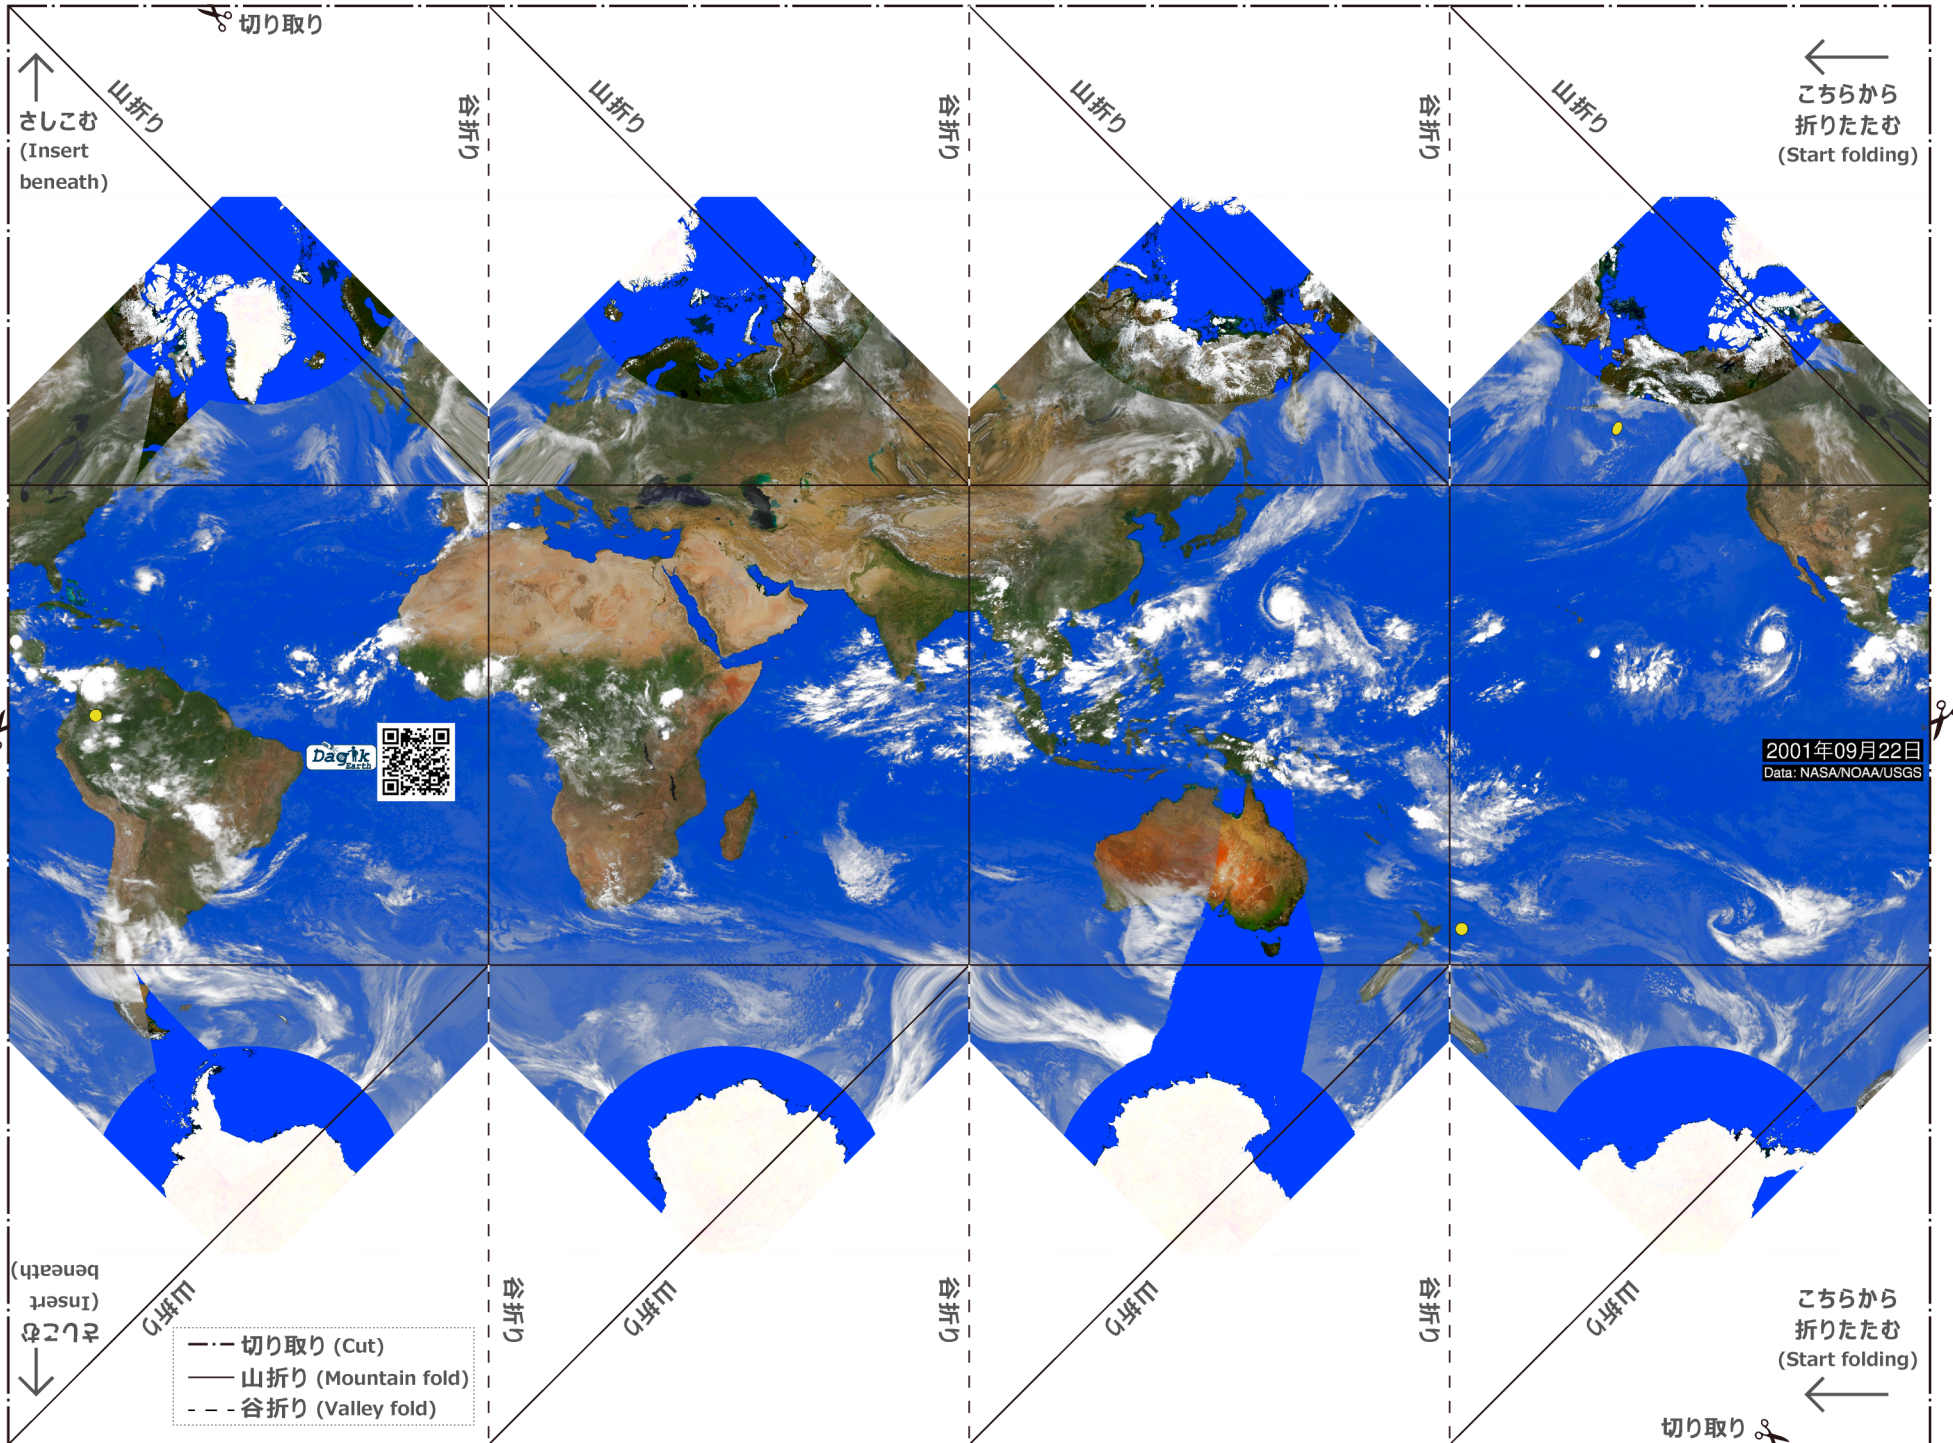 切り取り
山折り
谷折り
山折り
谷折り
山折り
谷折り
山折り
さしこむ
(Insert
beneath)
こちらから
折りたたむ
(Start folding)
Dagik
Earth
2001年09月22日
Data: NASA/NOAA/USGS
さしこむ
(Insert
beneath)
山折り
谷折り
山折り
谷折り
山折り
谷折り
山折り
こちらから
折りたたむ
(Start folding)
切り取り (Cut)
山折り (Mountain fold)
谷折り (Valley fold)
切り取り